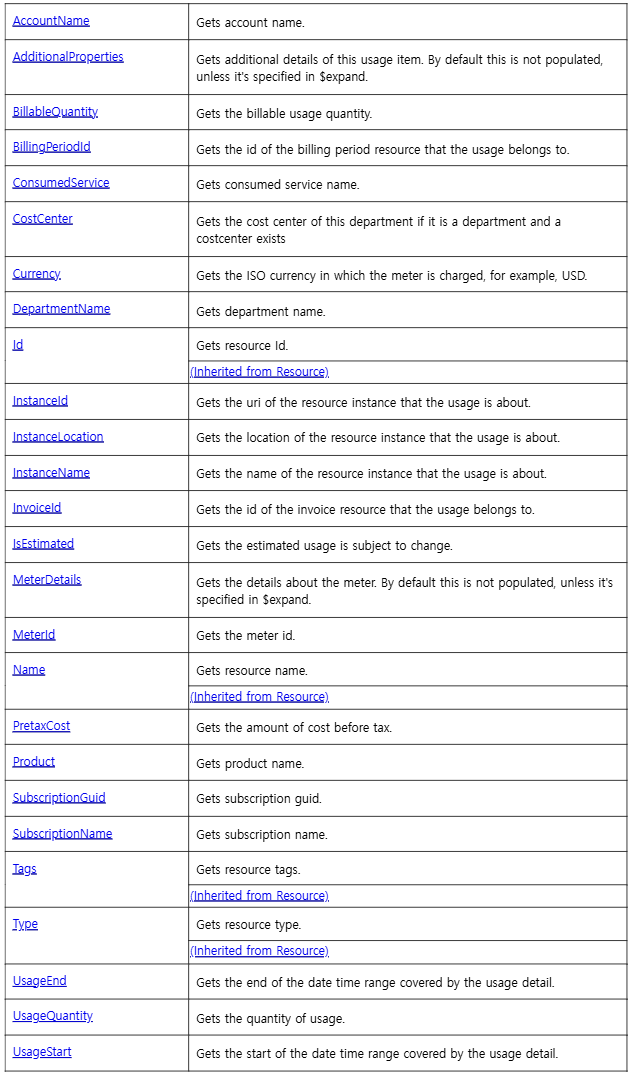 AccountName
Gets account name.
AdditionalProperties
Gets additional details of this usage item. By default this is not populated,
unless it's specified in $expand.
BillableQuantity
Gets the billable usage quantity.
BillingPeriodId
Gets the id of the billing period resource that the usage belongs to.
ConsumedService
Gets consumed service name.
CostCenter
Gets the cost center of this department if it is a department and a
costcenter exists
Currency
Gets the ISO currency in which the meter is charged, for example, USD.
DepartmentName
Gets department name.
Id
Gets resource Id.
(Inherited from Resource)
InstanceId
Gets the uri of the resource instance that the usage is about.
InstanceLocation
Gets the location of the resource instance that the usage is about.
InstanceName
Gets the name of the resource instance that the usage is about.
InvoiceId
Gets the id of the invoice resource that the usage belongs to.
IsEstimated
Gets the estimated usage is subject to change.
MeterDetails
Gets the details about the meter. By default this is not populated, unless it's
specified in $expand.
MeterId
Gets the meter id.
Name
Gets resource name.
(Inherited from Resource)
PretaxCost
Gets the amount of cost before tax.
Product
Gets product name.
SubscriptionGuid
Gets subscription guid.
SubscriptionName
Gets subscription name.
Tags
Gets resource tags.
(Inherited from Resource)
Type
Gets resource type.
(Inherited from Resource)
UsageEnd
Gets the end of the date time range covered by the usage detail.
UsageQuantity
Gets the quantity of usage.
UsageStart
Gets the start of the date time range covered by the usage detail.